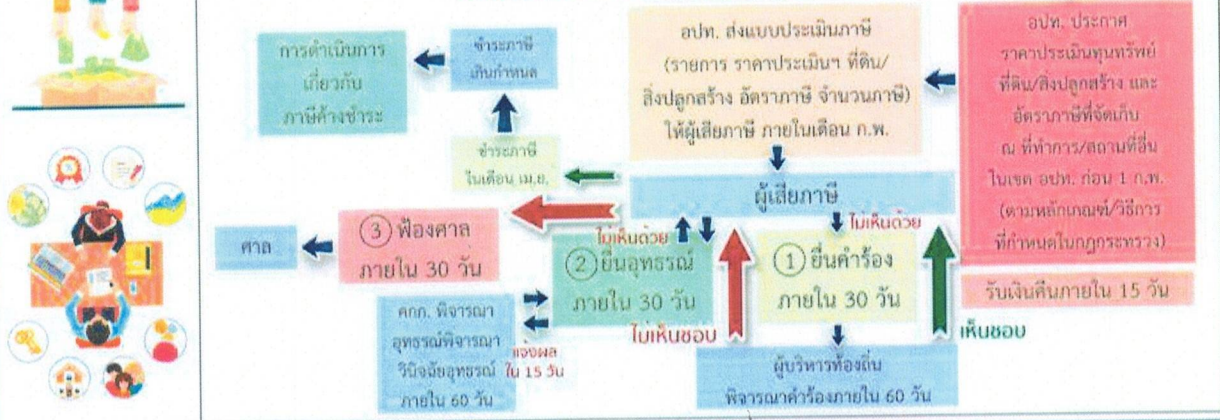 อปท. ประกาศ
ราคาประเมินทุนทรัพย์
ที่ดิน/สิ่งปลูกสร้าง และ
อัตราภาษีที่จัดเก็บ
ณ ที่ทำการ/สถานที่อื่น
ในเขต อปท. ก่อน 1 ก.พ.
(ตามหลักเกณฑ์/วิธีการ
ที่กำหนดในกฎกระทรวง)
อปท. ส่งแบบประเมินภาษี
(รายการ ราคาประเมินฯ ที่ดิน/
สิ่งปลูกสร้าง อัตราภาษี จำนวนภาษี)
ให้ผู้เสียภาษี ภายในเดือน ก.พ.
ผู้เสียภาษี
ชำระภาษี
ในเดือน เม.ย.
ชำระภาษี
เกินกำหนด
การดำเนินการ
เกี่ยวกับ
ภาษีค้างชำระ
ไม่เห็นด้วย
① ยื่นคำร้อง
ภายใน 30 วัน
ผู้บริหารท้องถิ่น
พิจารณาคำร้องภายใน 60 วัน
เห็นชอบ
รับเงินคืนภายใน 15 วัน
ไม่เห็นชอบ
ไม่เห็นด้วย
② ยื่นอุทธรณ์
ภายใน 30 วัน
คกก. พิจารณา
อุทธรณ์พิจารณา
วินิจฉัยอุทธรณ์
ภายใน 60 วัน
แจ้งผล
ใน 15 วัน
③ ฟ้องศาล
ภายใน 30 วัน
ศาล